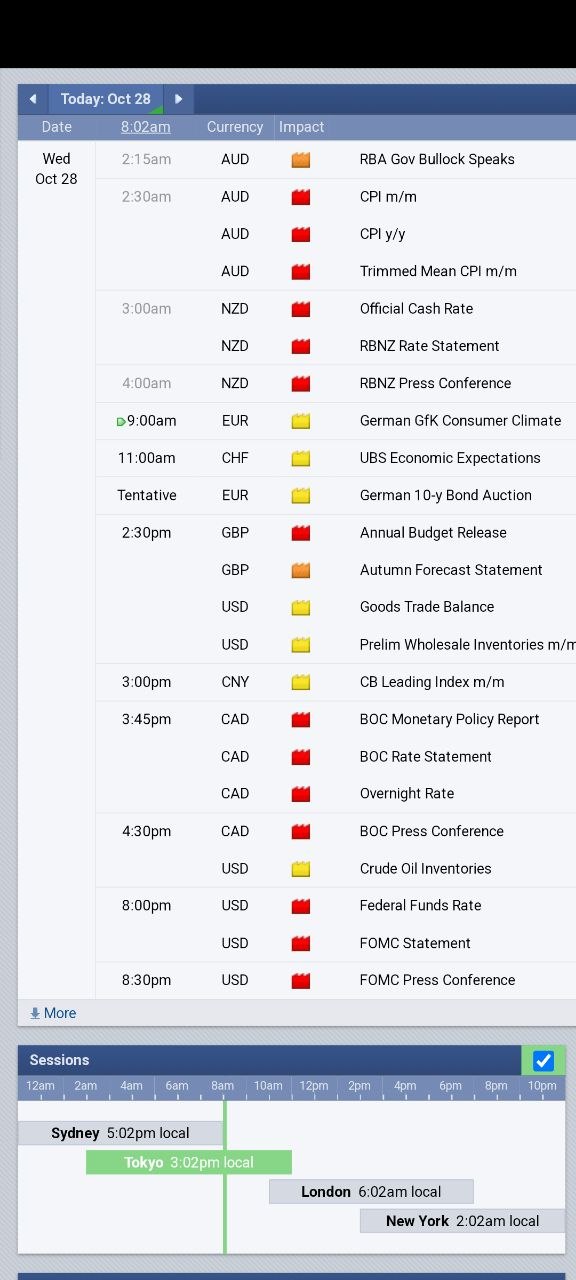 Today: Oct 28
Date 8:02am Currency Impact
Wed 2:15am AUD RBA Gov Bullock Speaks
Oct 28
2:30am AUD CPI m/m
AUD CPI y/y
AUD Trimmed Mean CPI m/m
3:00am NZD Official Cash Rate
NZD RBNZ Rate Statement
4:00am NZD RBNZ Press Conference
9:00am EUR German GfK Consumer Climate
11:00am CHF UBS Economic Expectations
Tentative EUR German 10-y Bond Auction
2:30pm GBP Annual Budget Release
GBP Autumn Forecast Statement
USD Goods Trade Balance
USD Prelim Wholesale Inventories m/m
3:00pm CNY CB Leading Index m/m
3:45pm CAD BOC Monetary Policy Report
CAD BOC Rate Statement
CAD Overnight Rate
4:30pm CAD BOC Press Conference
USD Crude Oil Inventories
8:00pm USD Federal Funds Rate
USD FOMC Statement
8:30pm USD FOMC Press Conference
More
Sessions
12am 2am 4am 6am 8am 10am 12pm 2pm 4pm 6pm 8pm 10pm
Sydney 5:02pm local
Tokyo 3:02pm local
London 6:02am local
New York 2:02am local